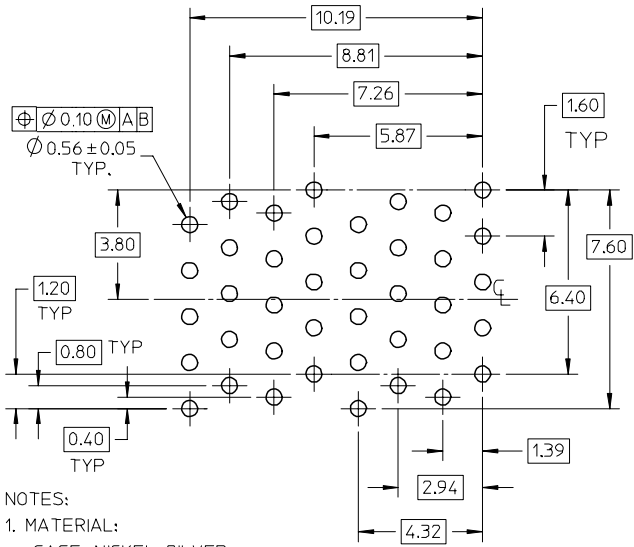 10.19
8.81
7.26
5.87
1.60
TYP
⌖ Ø 0.10 Ⓜ A B
Ø 0.56 ± 0.05
TYP.
3.80
7.60
6.40
℄
1.20
TYP
0.80 TYP
0.40
TYP
1.39
2.94
4.32
NOTES:
1. MATERIAL: